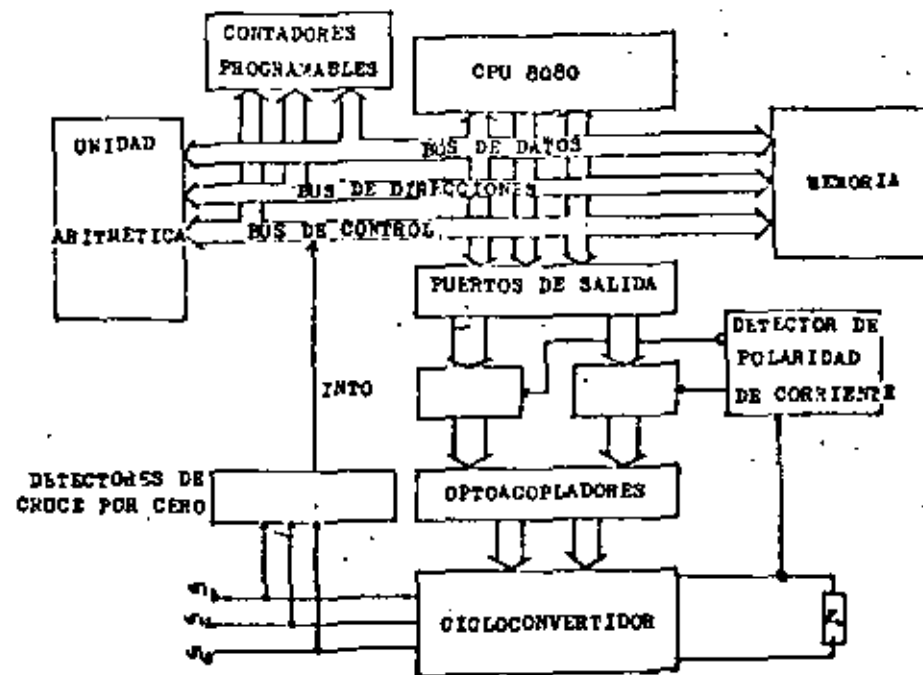 CONTADORES
PROGRAMABLES
CPU 8080
UNIDAD
ARITMÉTICA
BUS DE DATOS
BUS DE DIRECCIONES
BUS DE CONTROL
MEMORIA
PUERTOS DE SALIDA
DETECTOR DE
POLARIDAD
DE CORRIENTE
INTO
DETECTORES DE
CRUCE POR CERO
OPTOACOPLADORES
CICLOCONVERTIDOR